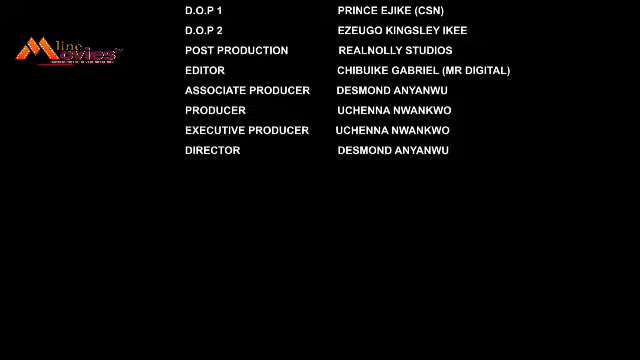 D.O.P 1 PRINCE EJIKE (CSN)
D.O.P 2 EZEUGO KINGSLEY IKEE
POST PRODUCTION REALNOLLY STUDIOS
EDITOR CHIBUIKE GABRIEL (MR DIGITAL)
ASSOCIATE PRODUCER DESMOND ANYANWU
PRODUCER UCHENNA NWANKWO
EXECUTIVE PRODUCER UCHENNA NWANKWO
DIRECTOR DESMOND ANYANWU
Mline
Movies tv